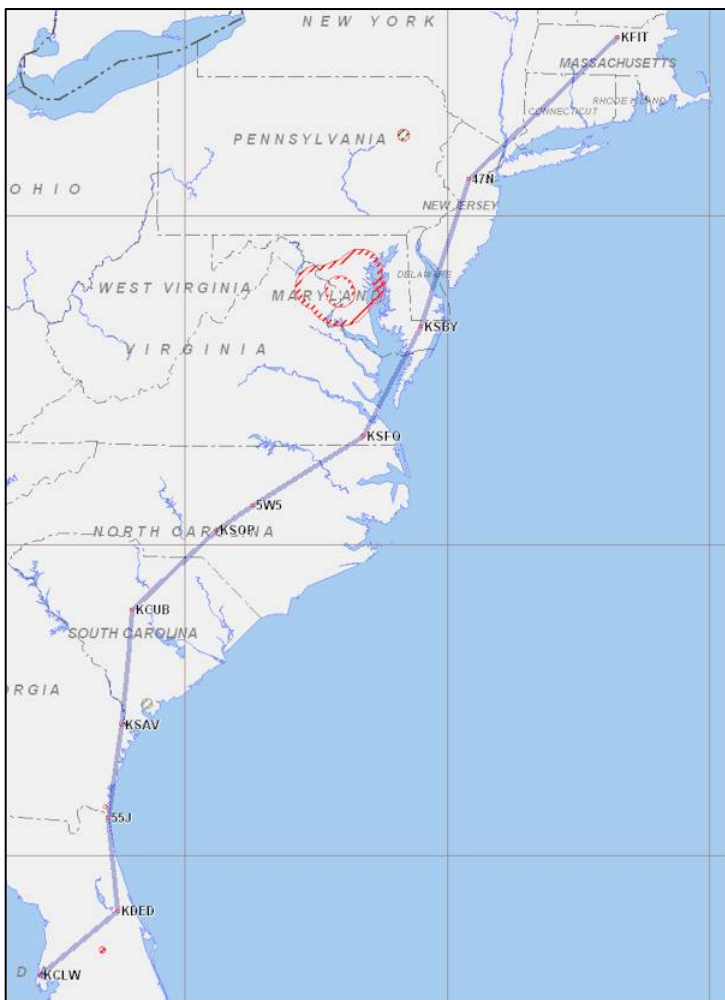 NEW YORK
KFIT
MASSACHUSETTS
RHODE ISLAND
CONNECTICUT
PENNSYLVANIA
47N
OHIO
NEW JERSEY
DELAWARE
WEST VIRGINIA
MARYLAND
KSBY
VIRGINIA
KSFQ
5W5
KSOP
NORTH CAROLINA
KCUB
SOUTH CAROLINA
ORGIA
KSAV
55J
KDED
D
KCLW